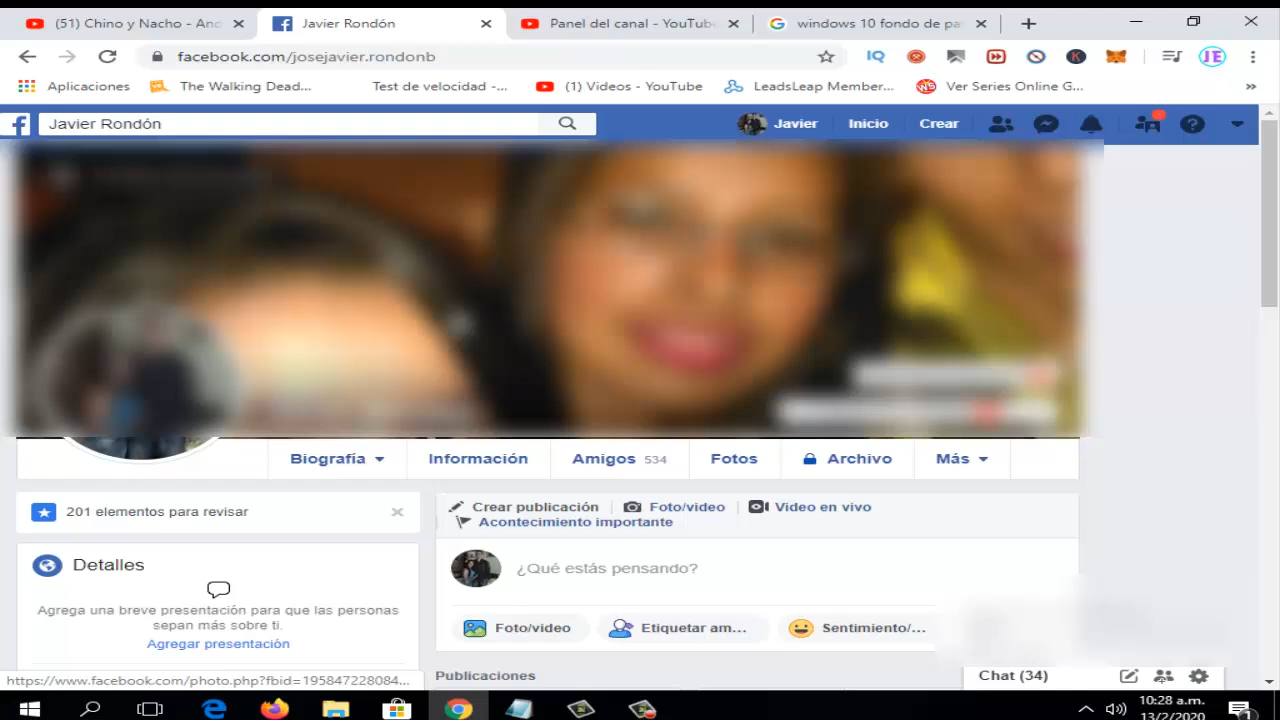 (51) Chino y Nacho - And
Javier Rondón
Panel del canal - YouTube
windows 10 fondo de pa
facebook.com/josejavier.rondonb
IQ
K
JE
Aplicaciones
The Walking Dead...
Test de velocidad -...
(1) Videos - YouTube
LeadsLeap Member...
Ver Series Online G...
»
Javier Rondón
Javier
Inicio
Crear
Biografía
Información
Amigos 534
Fotos
Archivo
Más
201 elementos para revisar
Crear publicación
Foto/video
Video en vivo
Acontecimiento importante
Detalles
Agrega una breve presentación para que las personas
sepan más sobre ti.
Agregar presentación
¿Qué estás pensando?
Foto/video
Etiquetar am...
Sentimiento/...
https://www.facebook.com/photo.php?fbid=195847228084...
Publicaciones
Chat (34)
10:28 a.m.
13/2/2020
1